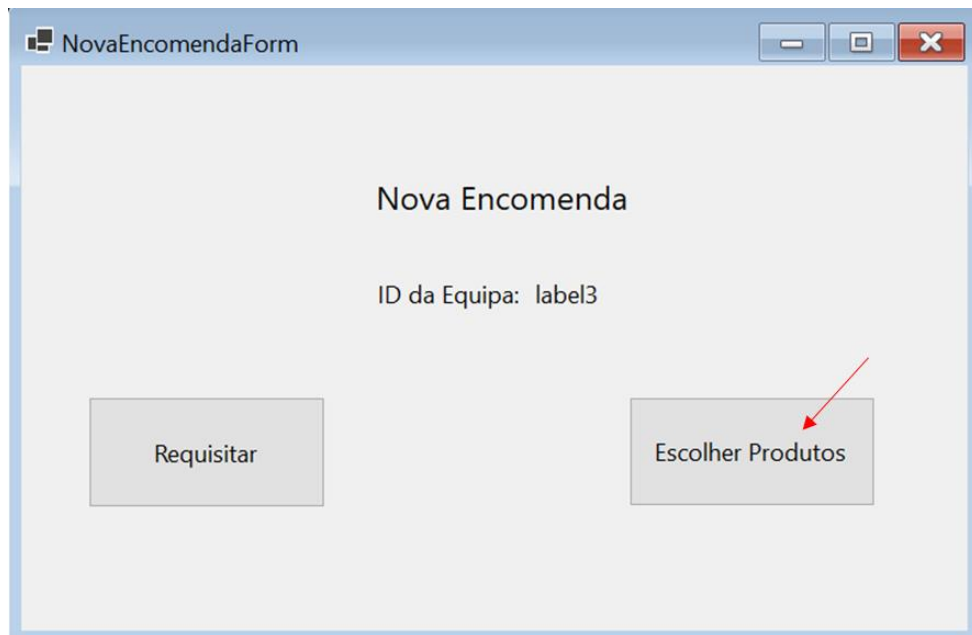 NovaEncomendaForm
Nova Encomenda
ID da Equipa: label3
Requisitar
Escolher Produtos